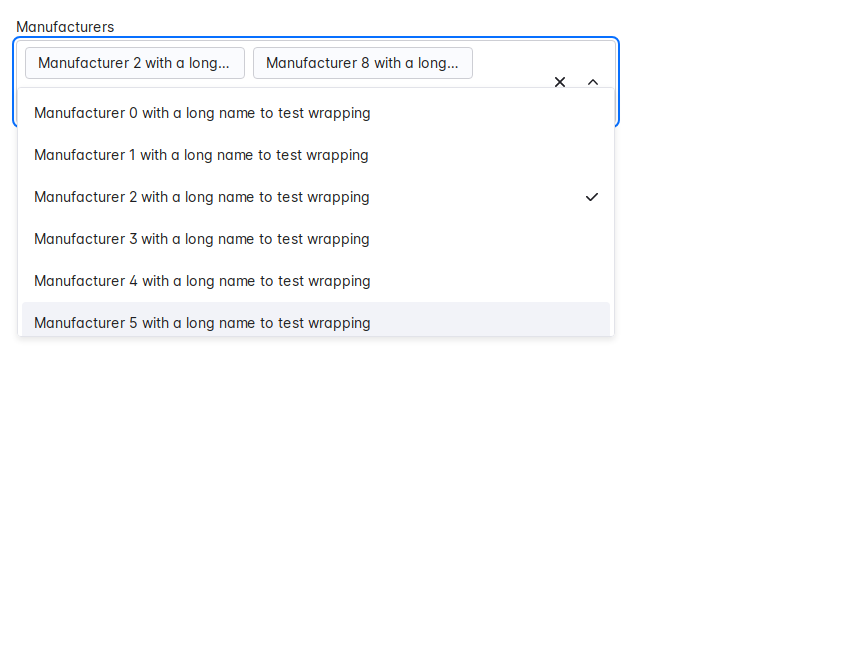 Manufacturers
Manufacturer 2 with a long... Manufacturer 8 with a long...
Manufacturer 0 with a long name to test wrapping
Manufacturer 1 with a long name to test wrapping
Manufacturer 2 with a long name to test wrapping
Manufacturer 3 with a long name to test wrapping
Manufacturer 4 with a long name to test wrapping
Manufacturer 5 with a long name to test wrapping